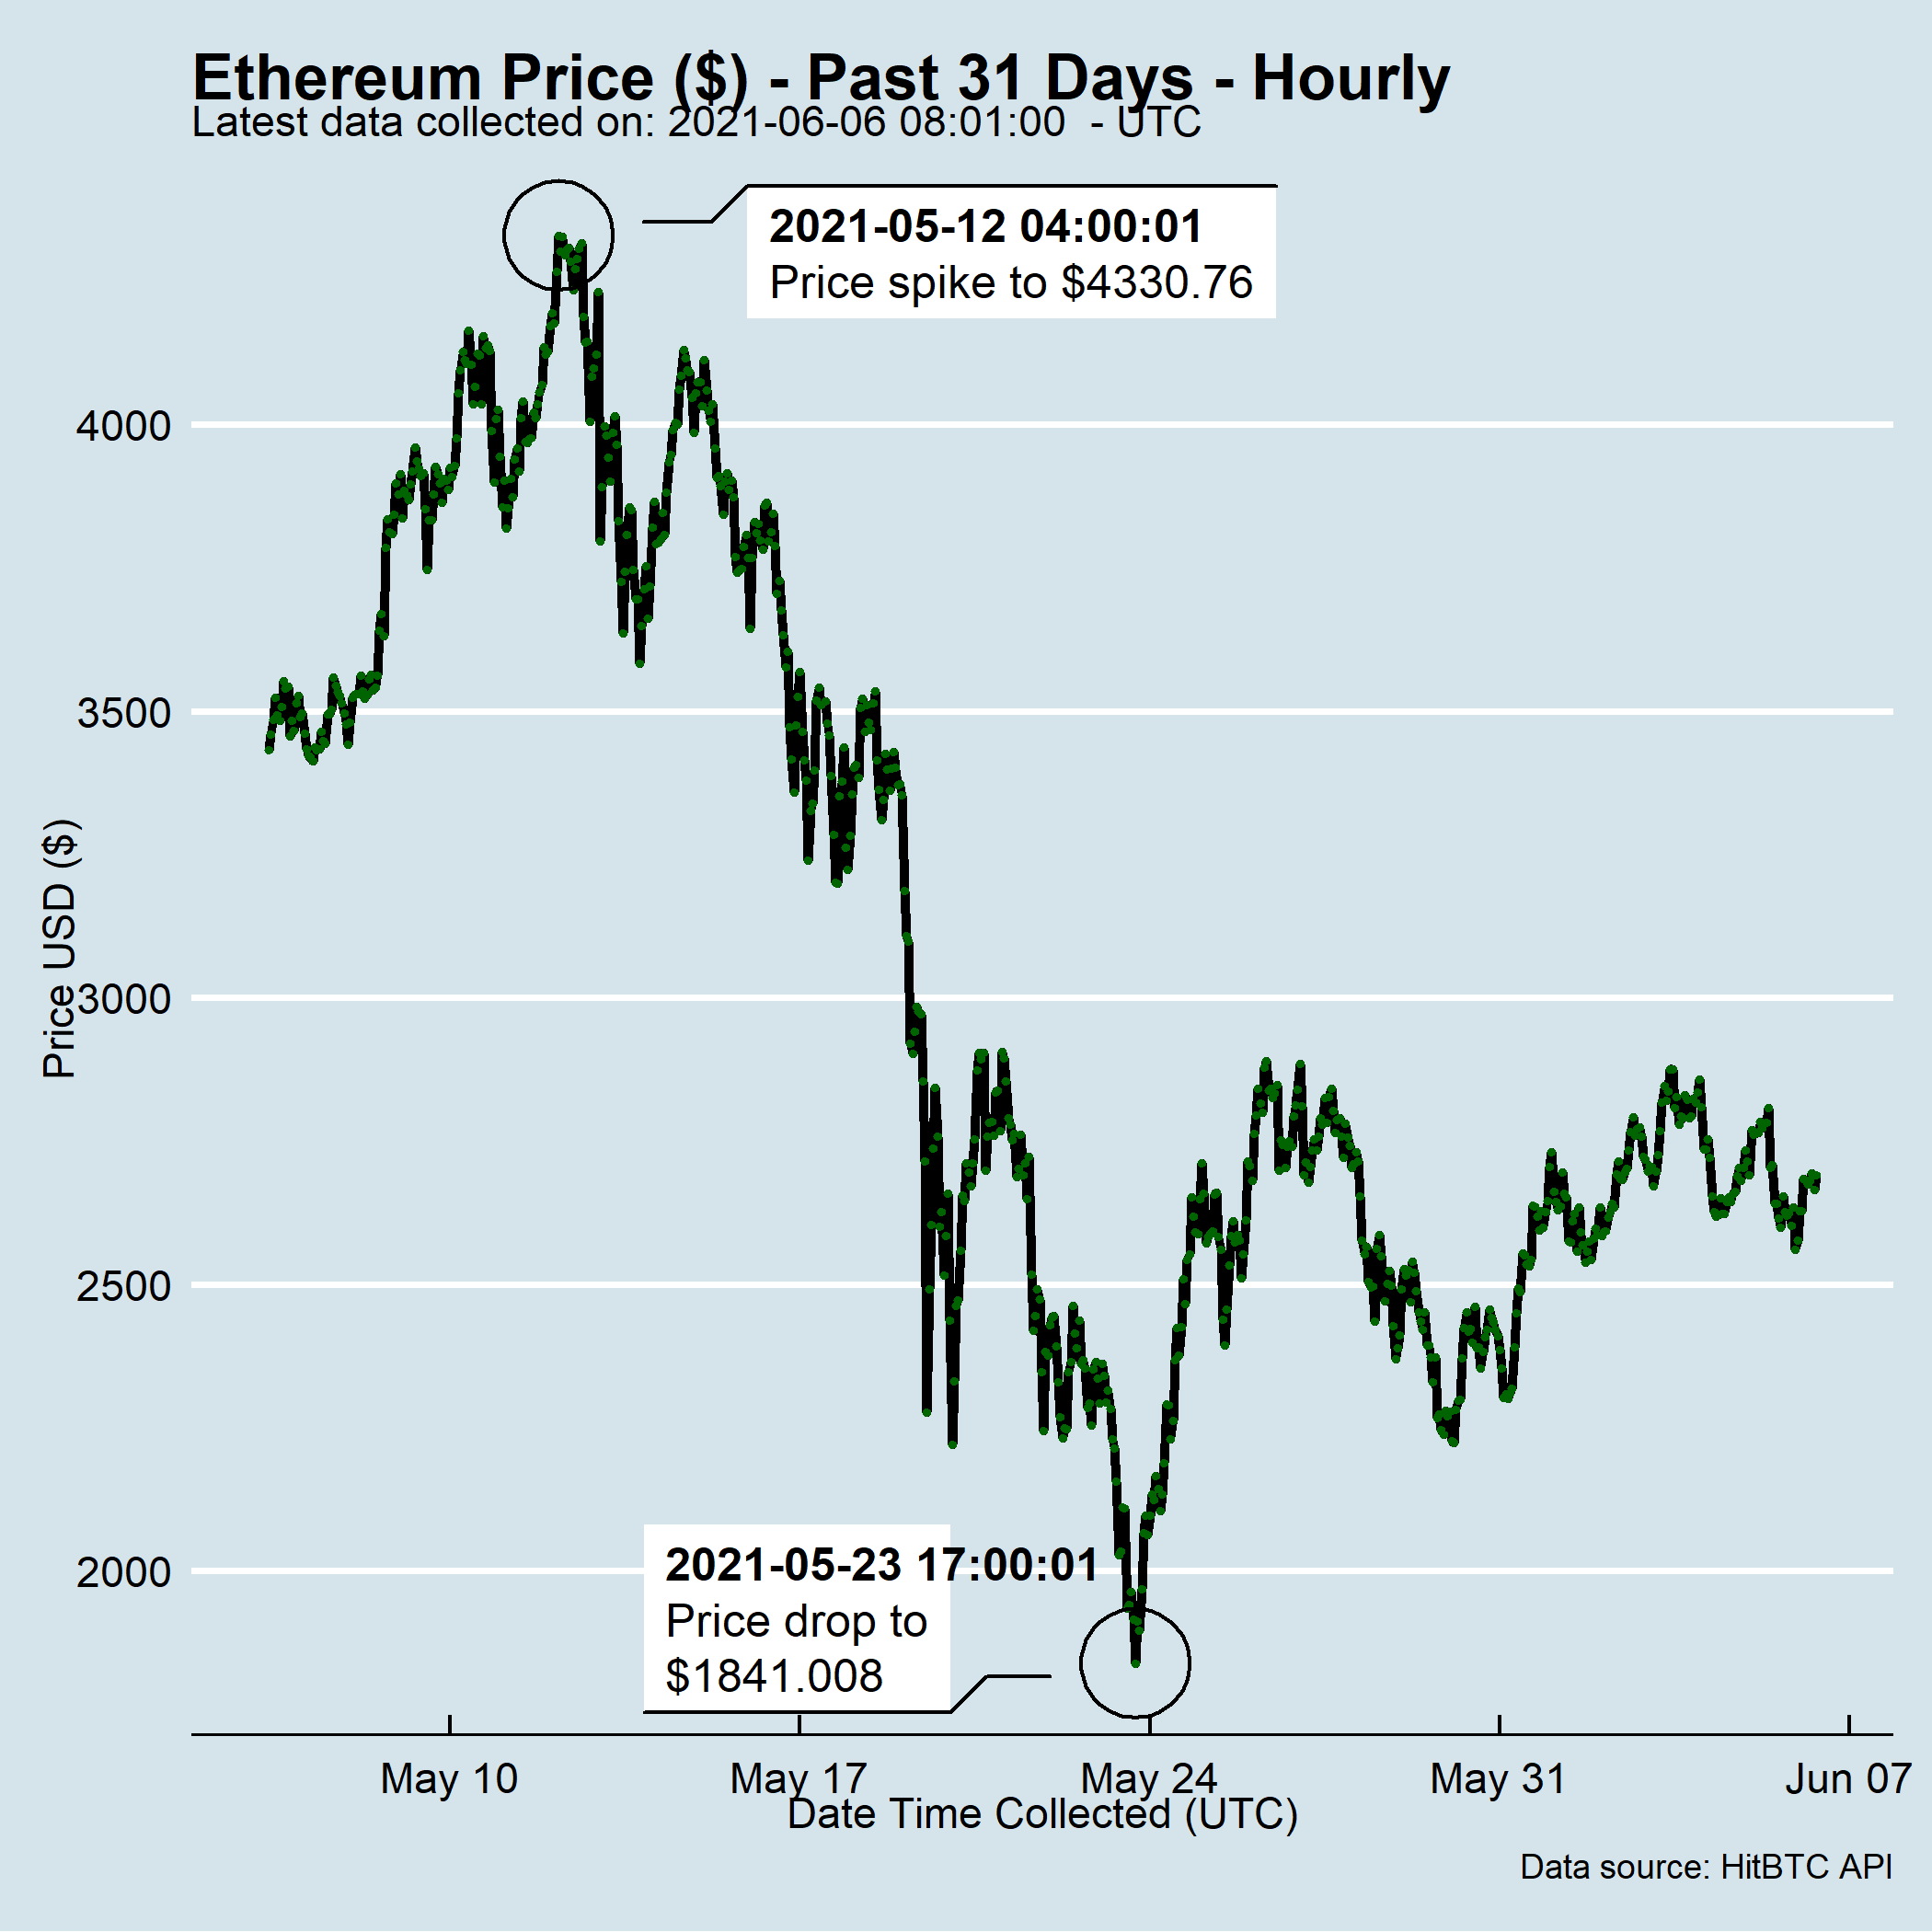 Ethereum Price ($) - Past 31 Days - Hourly
Latest data collected on: 2021-06-06 08:01:00  - UTC
2021-05-12 04:00:01
Price spike to $4330.76
4000
3500
3000
2500
2000
Price USD ($)
2021-05-23 17:00:01
Price drop to
$1841.008
May 10
May 17
May 24
May 31
Jun 07
Date Time Collected (UTC)
Data source: HitBTC API